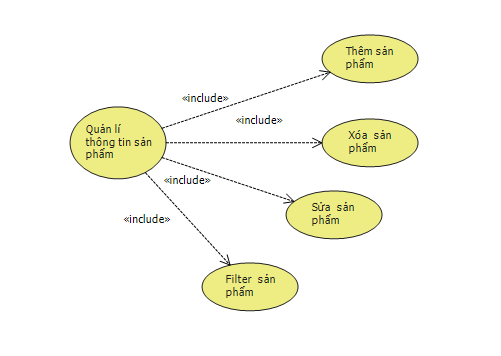 Thêm sản
phẩm
«include»
«include»
Xóa sản
phẩm
Quản lí
thông tin sản
phẩm
«include»
Sửa sản
phẩm
«include»
Filter sản
phẩm